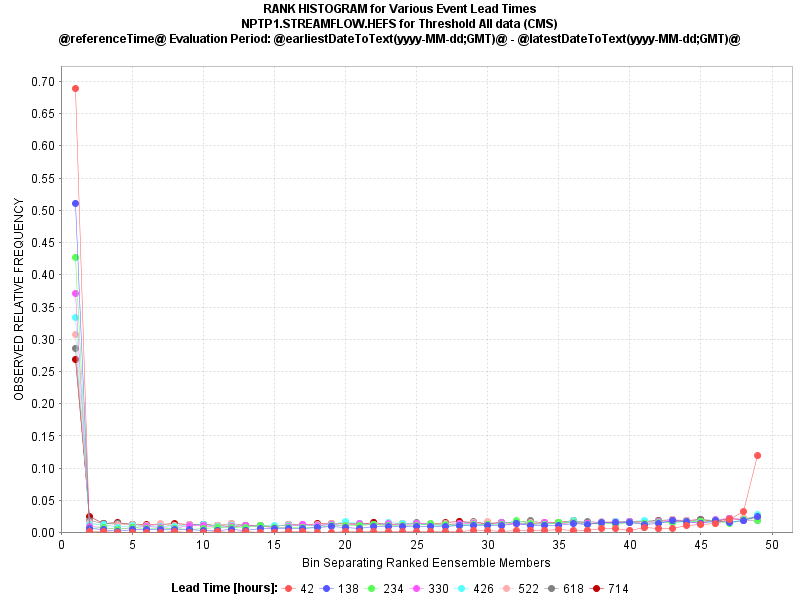 RANK HISTOGRAM for Various Event Lead Times
NPTP1.STREAMFLOW.HEFS for Threshold All data (CMS)
@referenceTime@ Evaluation Period: @earliestDateToText(yyyy-MM-dd;GMT)@ - @latestDateToText(yyyy-MM-dd;GMT)@
OBSERVED RELATIVE FREQUENCY
0.70
0.65
0.60
0.55
0.50
0.45
0.40
0.35
0.30
0.25
0.20
0.15
0.10
0.05
0.00
0 5 10 15 20 25 30 35 40 45 50
Bin Separating Ranked Eensemble Members
Lead Time [hours]: 42 138 234 330 426 522 618 714